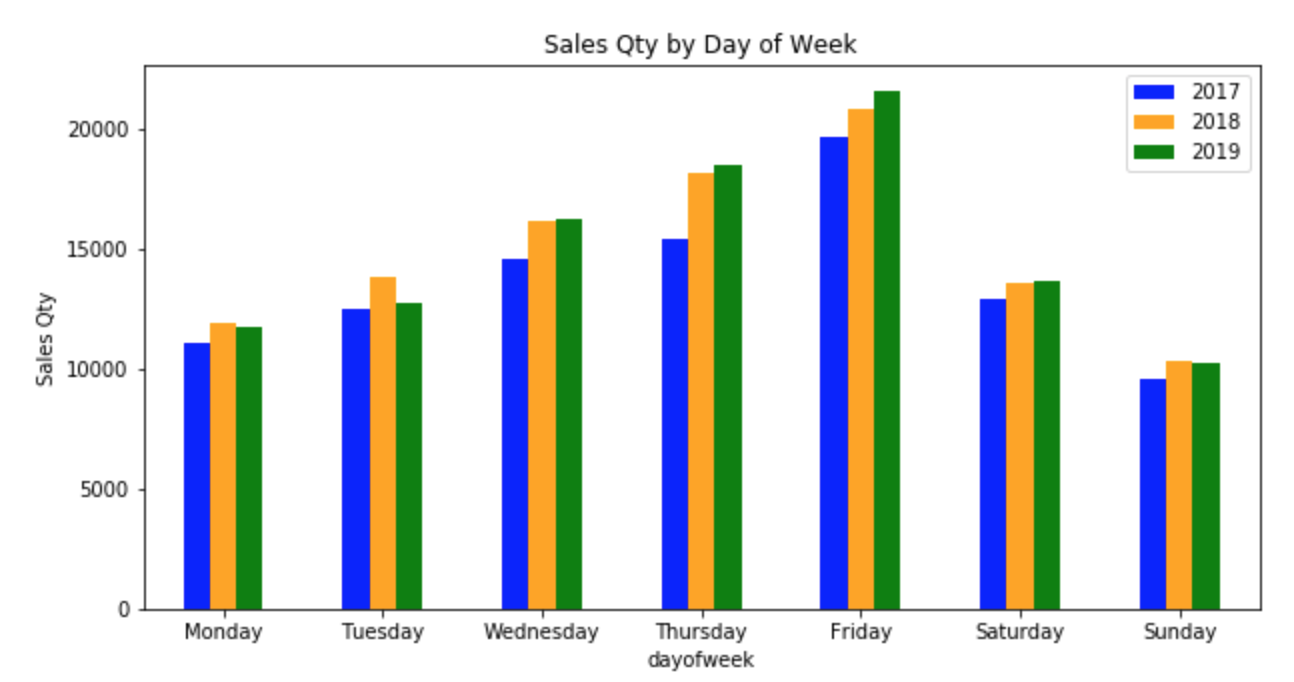 Sales Qty by Day of Week
2017
2018
2019
20000
15000
10000
5000
0
Sales Qty
Monday Tuesday Wednesday Thursday Friday Saturday Sunday
dayofweek